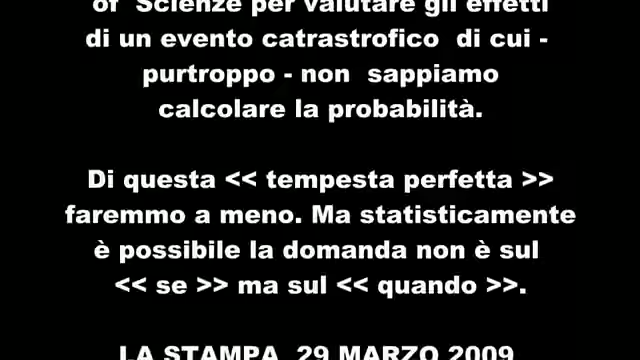 of Scienze per valutare gli effetti
di un evento catrastrofico di cui -
purtroppo - non sappiamo
calcolare la probabilità.
Di questa << tempesta perfetta >>
faremmo a meno. Ma statisticamente
è possibile la domanda non è sul
<< se >> ma sul << quando >>.
LA STAMPA 29 MARZO 2009